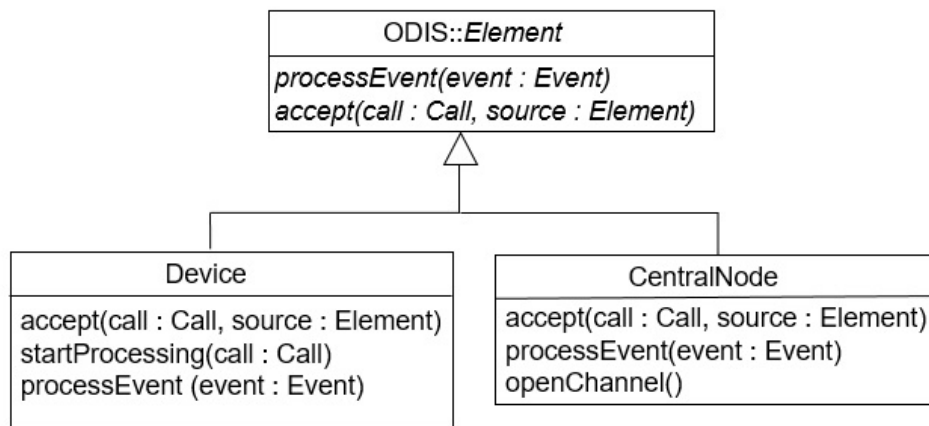 ODIS::Element
processEvent(event : Event)
accept(call : Call, source : Element)
Device
accept(call : Call, source : Element)
startProcessing(call : Call)
processEvent (event : Event)
CentralNode
accept(call : Call, source : Element)
processEvent(event : Event)
openChannel()